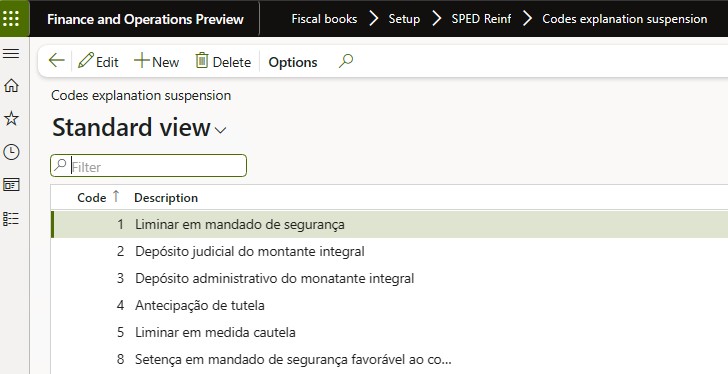 Finance and Operations Preview
Fiscal books > Setup > SPED Reinf > Codes explanation suspension
Edit + New Delete Options
Codes explanation suspension
Standard view
Filter
Code ↑ Description
1 Liminar em mandado de segurança
2 Depósito judicial do montante integral
3 Depósito administrativo do monatante integral
4 Antecipação de tutela
5 Liminar em medida cautela
8 Setença em mandado de segurança favorável ao co...